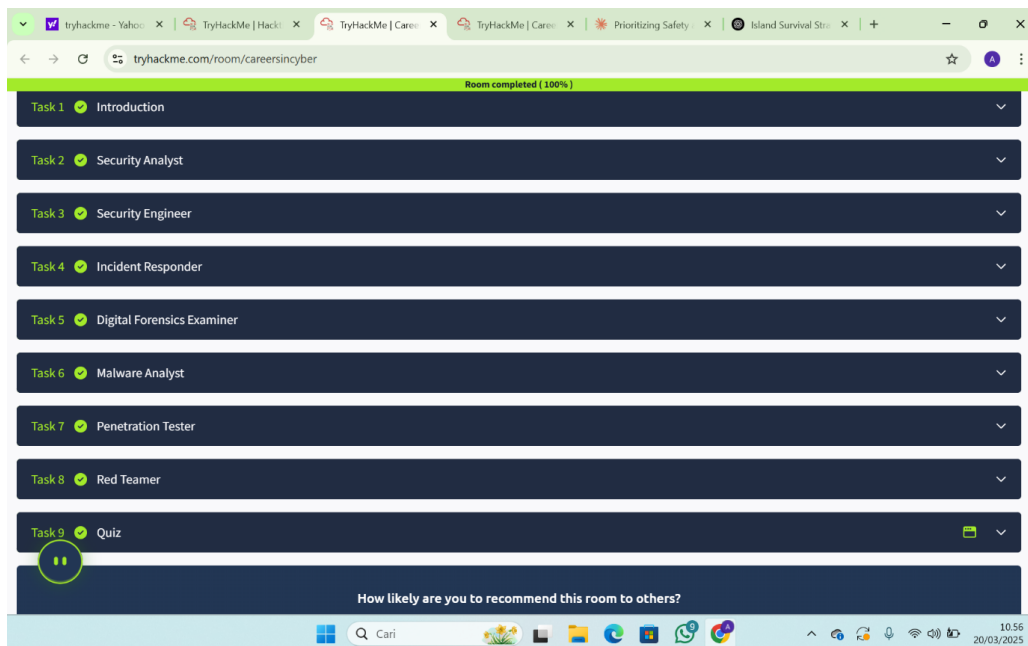 tryhackme - Yahoo
TryHackMe | Hackt
TryHackMe | Caree
TryHackMe | Caree
Prioritizing Safety
Island Survival Stra
tryhackme.com/room/careersincyber
A
Room completed ( 100% )
Task 1 Introduction
Task 2 Security Analyst
Task 3 Security Engineer
Task 4 Incident Responder
Task 5 Digital Forensics Examiner
Task 6 Malware Analyst
Task 7 Penetration Tester
Task 8 Red Teamer
Task 9 Quiz
How likely are you to recommend this room to others?
Cari
9
A
10.56
20/03/2025